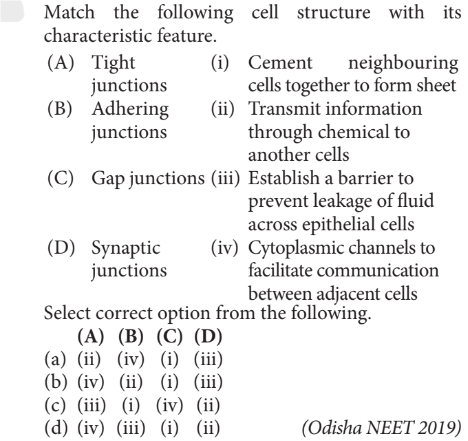 Match the following cell structure with its
characteristic feature.
(A) Tight (i) Cement neighbouring
junctions cells together to form sheet
(B) Adhering (ii) Transmit information
junctions through chemical to
another cells
(C) Gap junctions (iii) Establish a barrier to
prevent leakage of fluid
across epithelial cells
(D) Synaptic (iv) Cytoplasmic channels to
junctions facilitate communication
between adjacent cells
Select correct option from the following.
(A) (B) (C) (D)
(a) (ii) (iv) (i) (iii)
(b) (iv) (ii) (i) (iii)
(c) (iii) (i) (iv) (ii)
(d) (iv) (iii) (i) (ii) (Odisha NEET 2019)